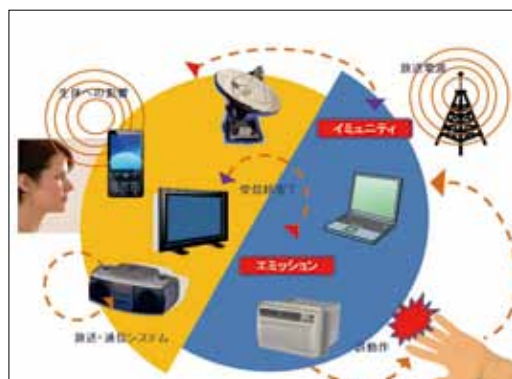 放送電波
生体への影響
イミュニティ
受信障害
エミッション
誤動作
放送・通信システム